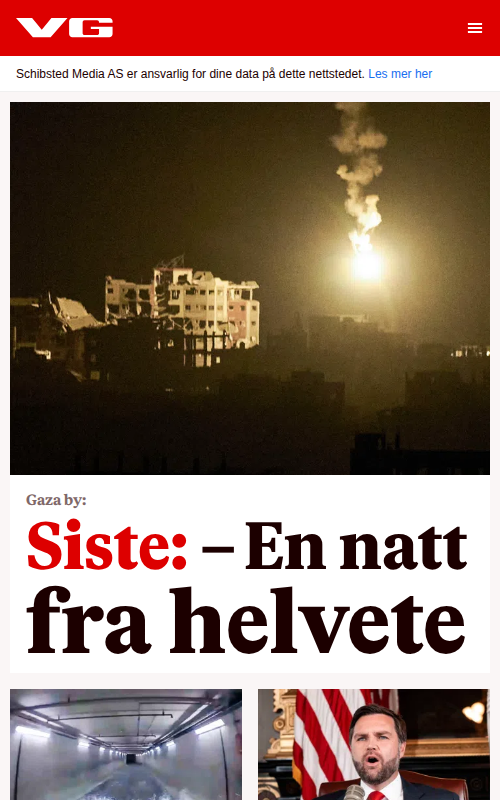 VG
Schibsted Media AS er ansvarlig for dine data på dette nettstedet. Les mer her
Gaza by:
Siste: – En natt
fra helvete